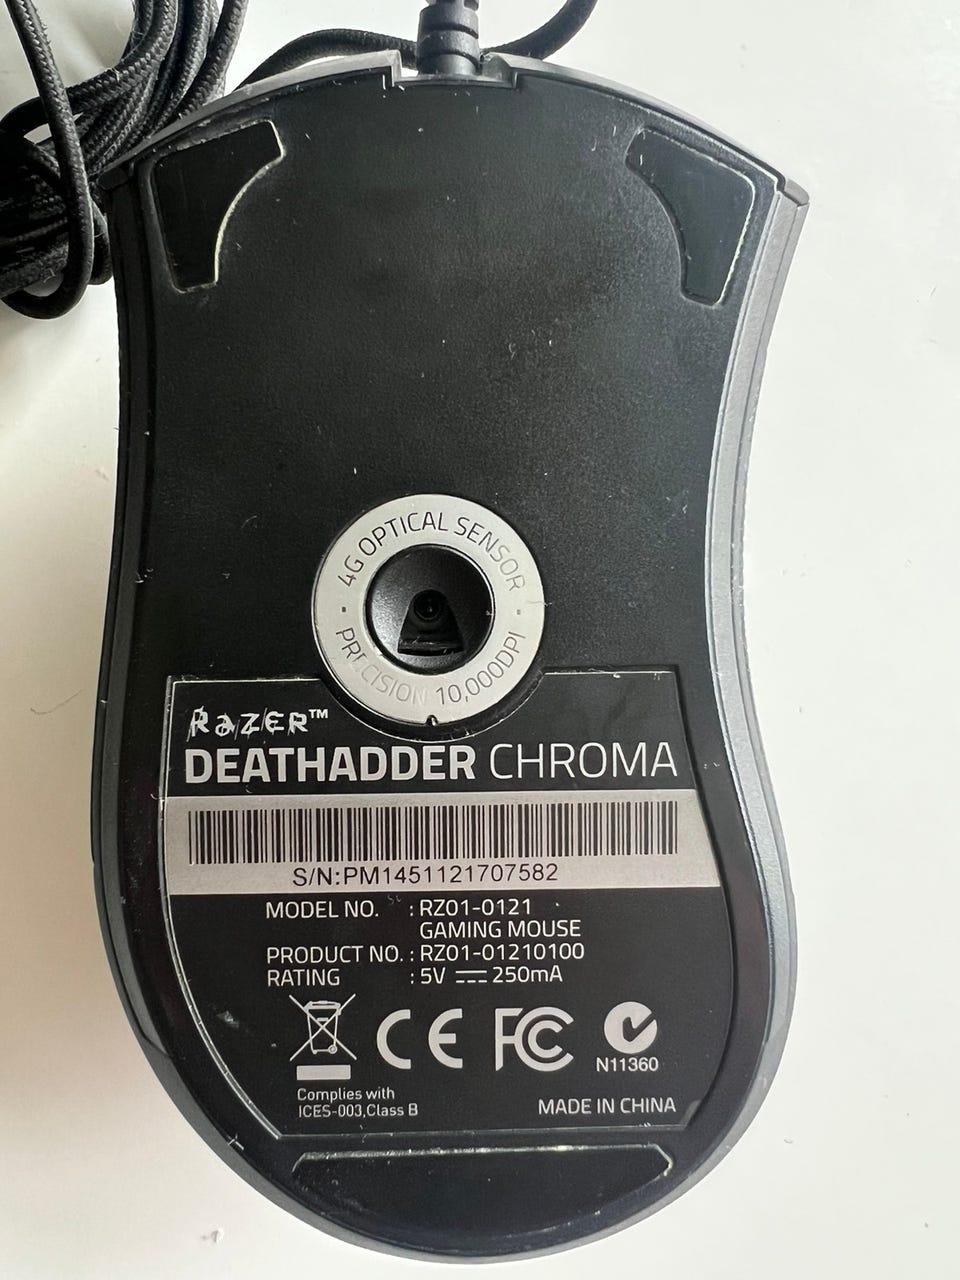 4G OPTICAL SENSOR
PRECISION 10,000DPI
RAZER™
DEATHADDER CHROMA
S/N:PM1451121707582
MODEL NO. : RZ01-0121
GAMING MOUSE
PRODUCT NO. : RZ01-01210100
RATING : 5V ⎓ 250mA
CE FC
N11360
Complies with
ICES-003,Class B
MADE IN CHINA